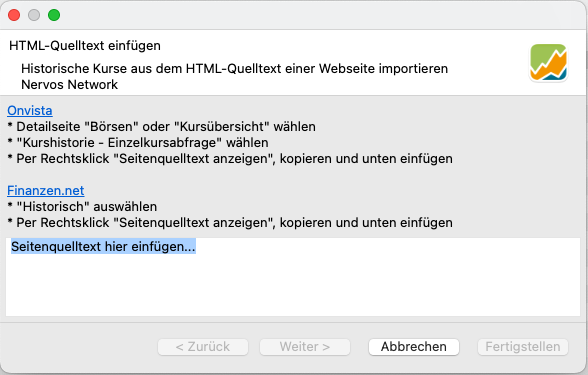 HTML-Quelltext einfügen
Historische Kurse aus dem HTML-Quelltext einer Webseite importieren
Nervos Network
Onvista
* Detailseite "Börsen" oder "Kursübersicht" wählen
* "Kurshistorie - Einzelkursabfrage" wählen
* Per Rechtsklick "Seitenquelltext anzeigen", kopieren und unten einfügen
Finanzen.net
* "Historisch" auswählen
* Per Rechtsklick "Seitenquelltext anzeigen", kopieren und unten einfügen
Seitenquelltext hier einfügen...
< Zurück
Weiter >
Abbrechen
Fertigstellen